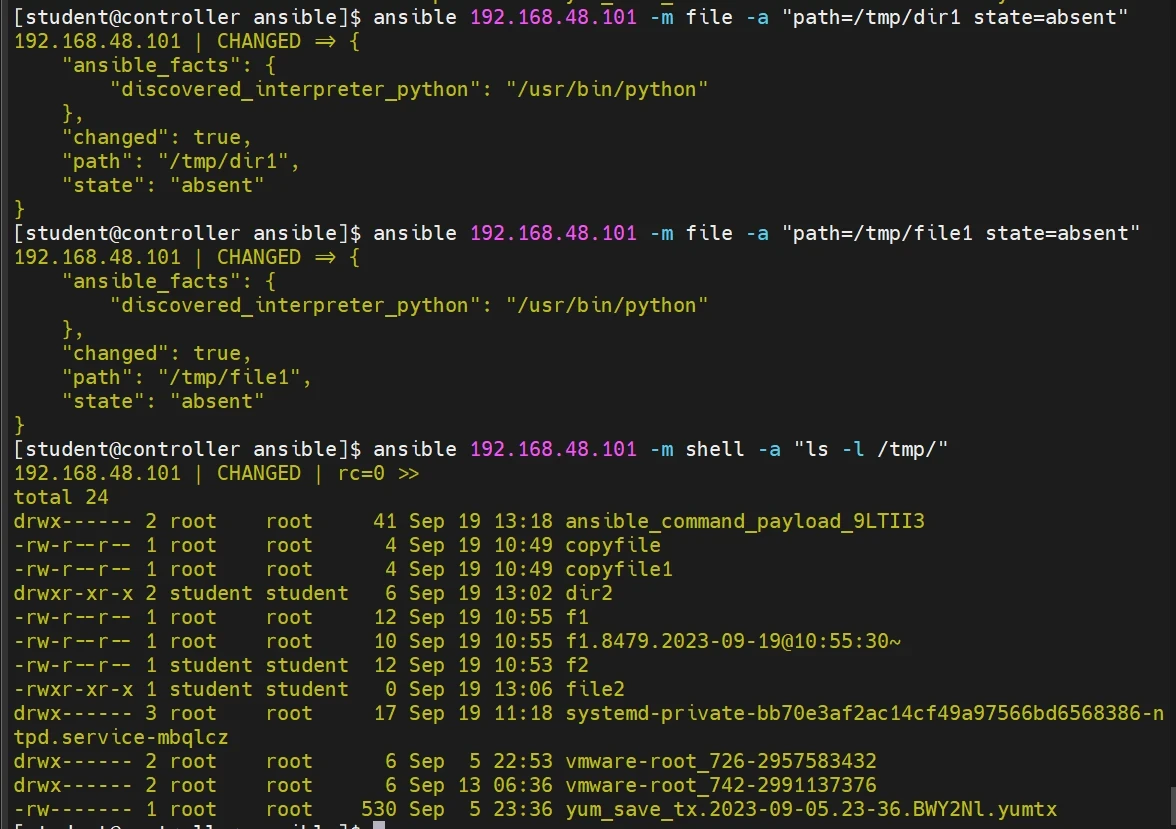 [student@controller ansible]$ ansible 192.168.48.101 -m file -a "path=/tmp/dir1 state=absent"
192.168.48.101 | CHANGED => {
    "ansible_facts": {
        "discovered_interpreter_python": "/usr/bin/python"
    },
    "changed": true,
    "path": "/tmp/dir1",
    "state": "absent"
}
[student@controller ansible]$ ansible 192.168.48.101 -m file -a "path=/tmp/file1 state=absent"
192.168.48.101 | CHANGED => {
    "ansible_facts": {
        "discovered_interpreter_python": "/usr/bin/python"
    },
    "changed": true,
    "path": "/tmp/file1",
    "state": "absent"
}
[student@controller ansible]$ ansible 192.168.48.101 -m shell -a "ls -l /tmp/"
192.168.48.101 | CHANGED | rc=0 >>
total 24
drwx------ 2 root    root     41 Sep 19 13:18 ansible_command_payload_9LTII3
-rw-r--r-- 1 root    root      4 Sep 19 10:49 copyfile
-rw-r--r-- 1 root    root      4 Sep 19 10:49 copyfile1
drwxr-xr-x 2 student student   6 Sep 19 13:02 dir2
-rw-r--r-- 1 root    root     12 Sep 19 10:55 f1
-rw-r--r-- 1 root    root     10 Sep 19 10:55 f1.8479.2023-09-19@10:55:30~
-rw-r--r-- 1 student student  12 Sep 19 10:53 f2
-rwxr-xr-x 1 student student   0 Sep 19 13:06 file2
drwx------ 3 root    root     17 Sep 19 11:18 systemd-private-bb70e3af2ac14cf49a97566bd6568386-n
tpd.service-mbqlcz
drwx------ 2 root    root      6 Sep  5 22:53 vmware-root_726-2957583432
drwx------ 2 root    root      6 Sep 13 06:36 vmware-root_742-2991137376
-rw------- 1 root    root    530 Sep  5 23:36 yum_save_tx.2023-09-05.23-36.BWY2Nl.yumtx
[student@controller ansible]$